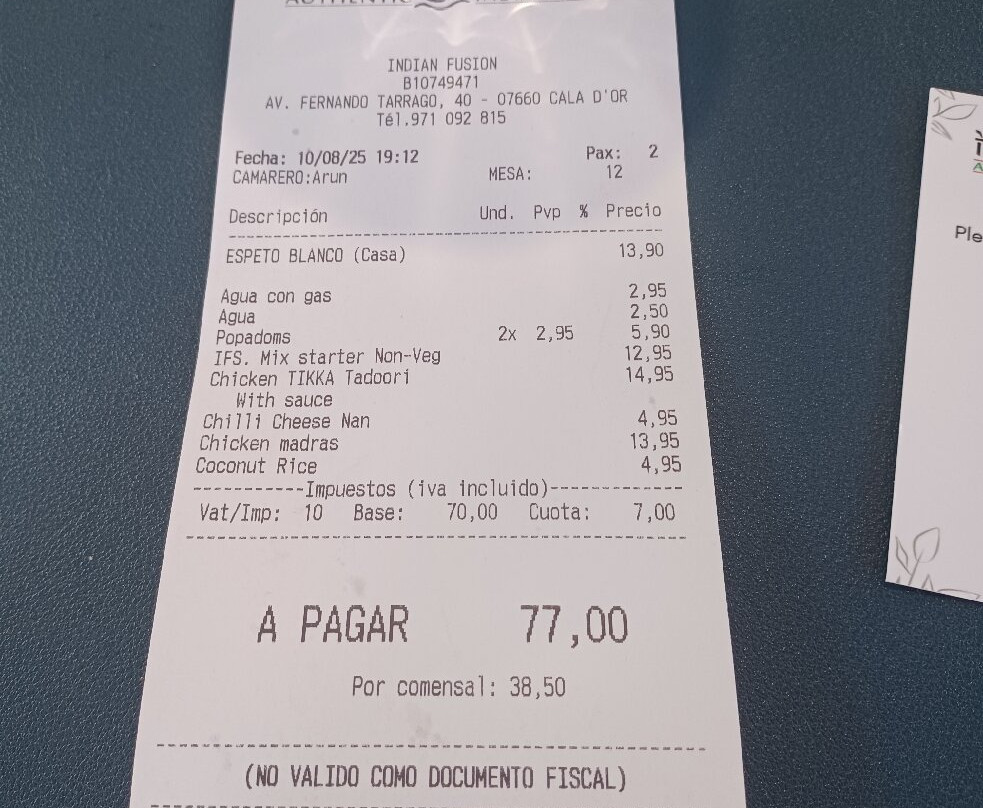 AUTHENTIC
INDIAN FUSION
B10749471
AV. FERNANDO TARRAGO, 40 - 07660 CALA D'OR
Tél.971 092 815
Fecha: 10/08/25 19:12 Pax: 2
CAMARERO:Arun MESA: 12
Descripción Und. Pvp % Precio
ESPETO BLANCO (Casa) 13,90
Agua con gas 2,95
Agua 2,50
Popadoms 2x 2,95 5,90
IFS. Mix starter Non-Veg 12,95
Chicken TIKKA Tadoori 14,95
With sauce
Chilli Cheese Nan 4,95
Chicken madras 13,95
Coconut Rice 4,95
-----------Impuestos (iva incluido)-------------
Vat/Imp: 10 Base: 70,00 Cuota: 7,00
A PAGAR 77,00
Por comensal: 38,50
(NO VALIDO COMO DOCUMENTO FISCAL)
Ple